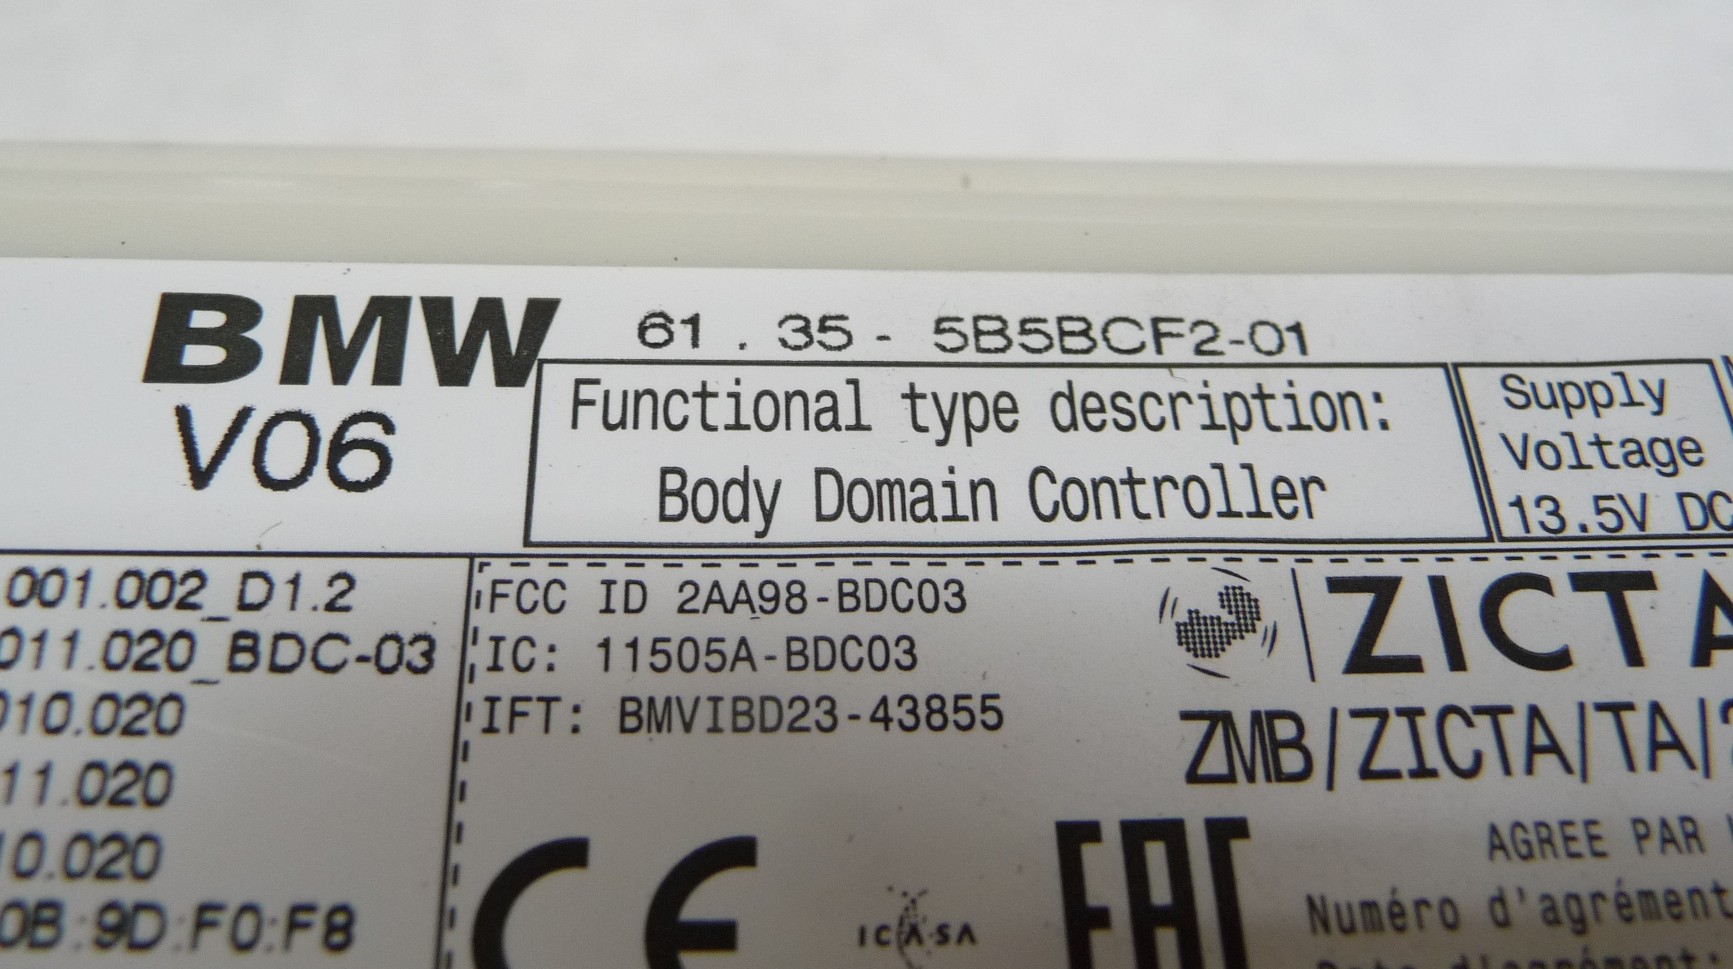 BMW 61.35- 5B5BCF2-01
V06
Functional type description:
Body Domain Controller
Supply
Voltage
13.5V DC
001.002_D1.2
011.020_BDC-03
010.020
11.020
10.020
0B:9D:F0:F8
FCC ID 2AA98-BDC03
IC: 11505A-BDC03
IFT: BMVIBD23-43855
CE
ICASA
EAC
ZICTA
ZMB/ZICTA/TA/2
AGREE PAR
Numéro d'agrément